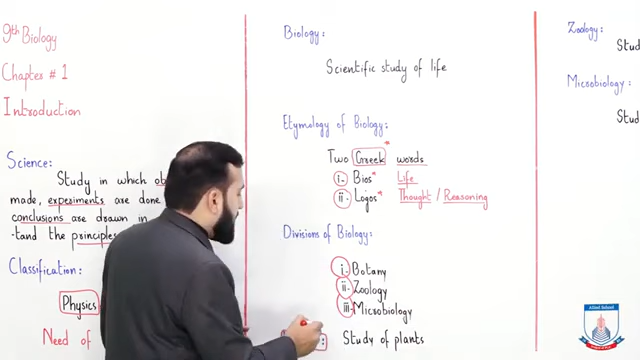 9th Biology
Chapter # 1
Introduction
Science:
Study in which
made, experiments are done
conclusions are drawn in
-tand the principles
Classification:
Physics
Need of
Biology:
Scientific study of life
Etymology of Biology:
Two Greek* words
i- Bios* Life
ii- Logos* Thought / Reasoning
Divisions of Biology:
i- Botany
ii- Zoology
iii- Microbiology
Study of plants
Zoology:
Stud
Microbiology:
Stud
Allied School